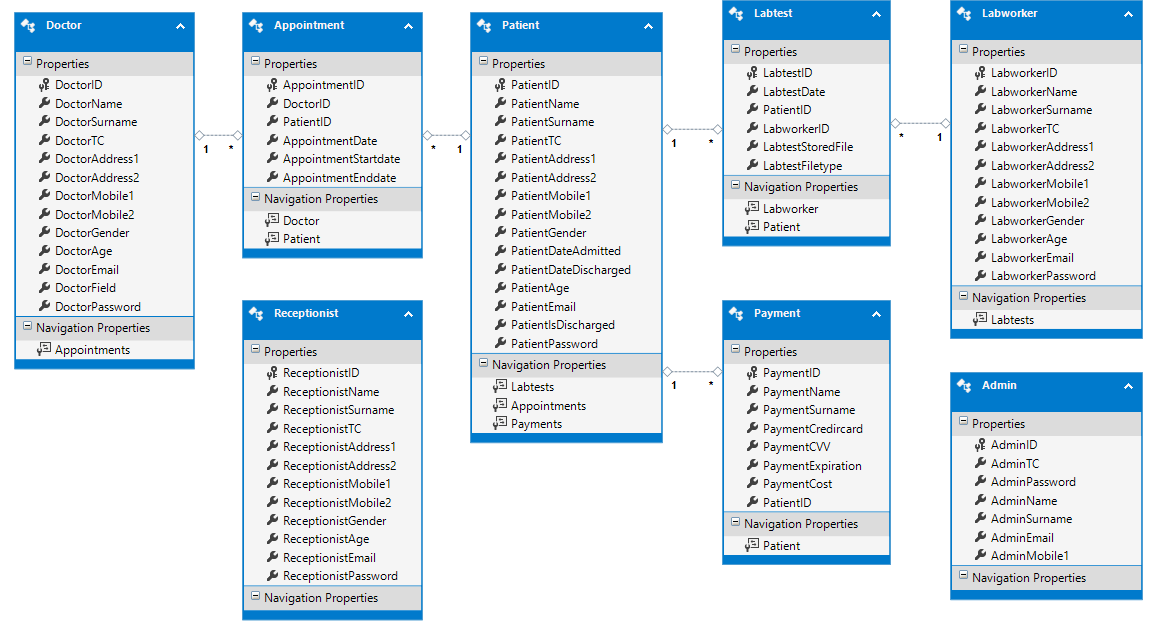 Doctor
Properties
DoctorID
DoctorName
DoctorSurname
DoctorTC
DoctorAddress1
DoctorAddress2
DoctorMobile1
DoctorMobile2
DoctorGender
DoctorAge
DoctorEmail
DoctorField
DoctorPassword
Navigation Properties
Appointments
1
*
Appointment
Properties
AppointmentID
DoctorID
PatientID
AppointmentDate
AppointmentStartdate
AppointmentEnddate
Navigation Properties
Doctor
Patient
*
1
Patient
Properties
PatientID
PatientName
PatientSurname
PatientTC
PatientAddress1
PatientAddress2
PatientMobile1
PatientMobile2
PatientGender
PatientDateAdmitted
PatientDateDischarged
PatientAge
PatientEmail
PatientIsDischarged
PatientPassword
Navigation Properties
Labtests
Appointments
Payments
1
*
Labtest
Properties
LabtestID
LabtestDate
PatientID
LabworkerID
LabtestStoredFile
LabtestFiletype
Navigation Properties
Labworker
Patient
*
1
Labworker
Properties
LabworkerID
LabworkerName
LabworkerSurname
LabworkerTC
LabworkerAddress1
LabworkerAddress2
LabworkerMobile1
LabworkerMobile2
LabworkerGender
LabworkerAge
LabworkerEmail
LabworkerPassword
Navigation Properties
Labtests
Receptionist
Properties
ReceptionistID
ReceptionistName
ReceptionistSurname
ReceptionistTC
ReceptionistAddress1
ReceptionistAddress2
ReceptionistMobile1
ReceptionistMobile2
ReceptionistGender
ReceptionistAge
ReceptionistEmail
ReceptionistPassword
Navigation Properties
1
*
Payment
Properties
PaymentID
PaymentName
PaymentSurname
PaymentCredircard
PaymentCVV
PaymentExpiration
PaymentCost
PatientID
Navigation Properties
Patient
Admin
Properties
AdminID
AdminTC
AdminPassword
AdminName
AdminSurname
AdminEmail
AdminMobile1
Navigation Properties